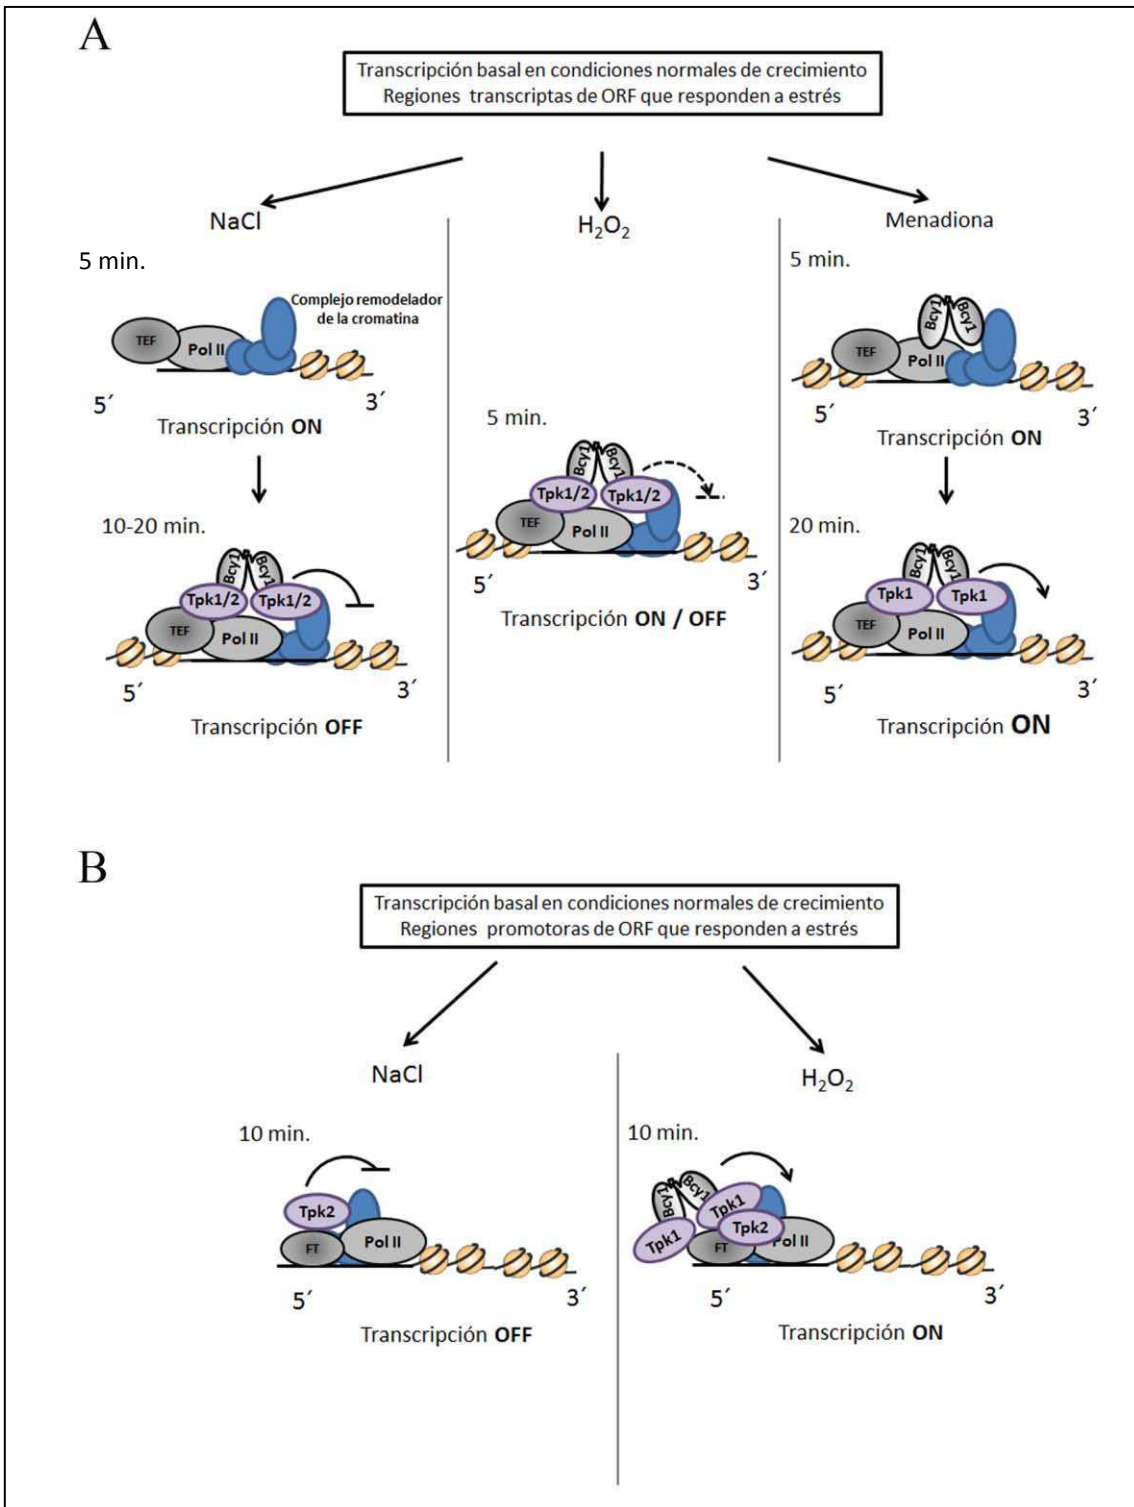 A
Transcripción basal en condiciones normales de crecimiento
Regiones transcriptas de ORF que responden a estrés
NaCl
5 min.
Complejo remodelador
de la cromatina
TEF
Pol II
5´
3´
Transcripción ON
10-20 min.
Bcy1
Bcy1
Tpk1/2
Tpk1/2
TEF
Pol II
5´
3´
Transcripción OFF
H₂O₂
5 min.
Bcy1
Bcy1
Tpk1/2
Tpk1/2
TEF
Pol II
5´
3´
Transcripción ON / OFF
Menadiona
5 min.
Bcy1
Bcy1
TEF
Pol II
5´
3´
Transcripción ON
20 min.
Bcy1
Bcy1
Tpk1
Tpk1
TEF
Pol II
5´
3´
Transcripción ON
B
Transcripción basal en condiciones normales de crecimiento
Regiones promotoras de ORF que responden a estrés
NaCl
10 min.
Tpk2
FT
Pol II
5´
3´
Transcripción OFF
H₂O₂
10 min.
Bcy1
Bcy1
Tpk1
Tpk1
Tpk2
FT
Pol II
5´
3´
Transcripción ON